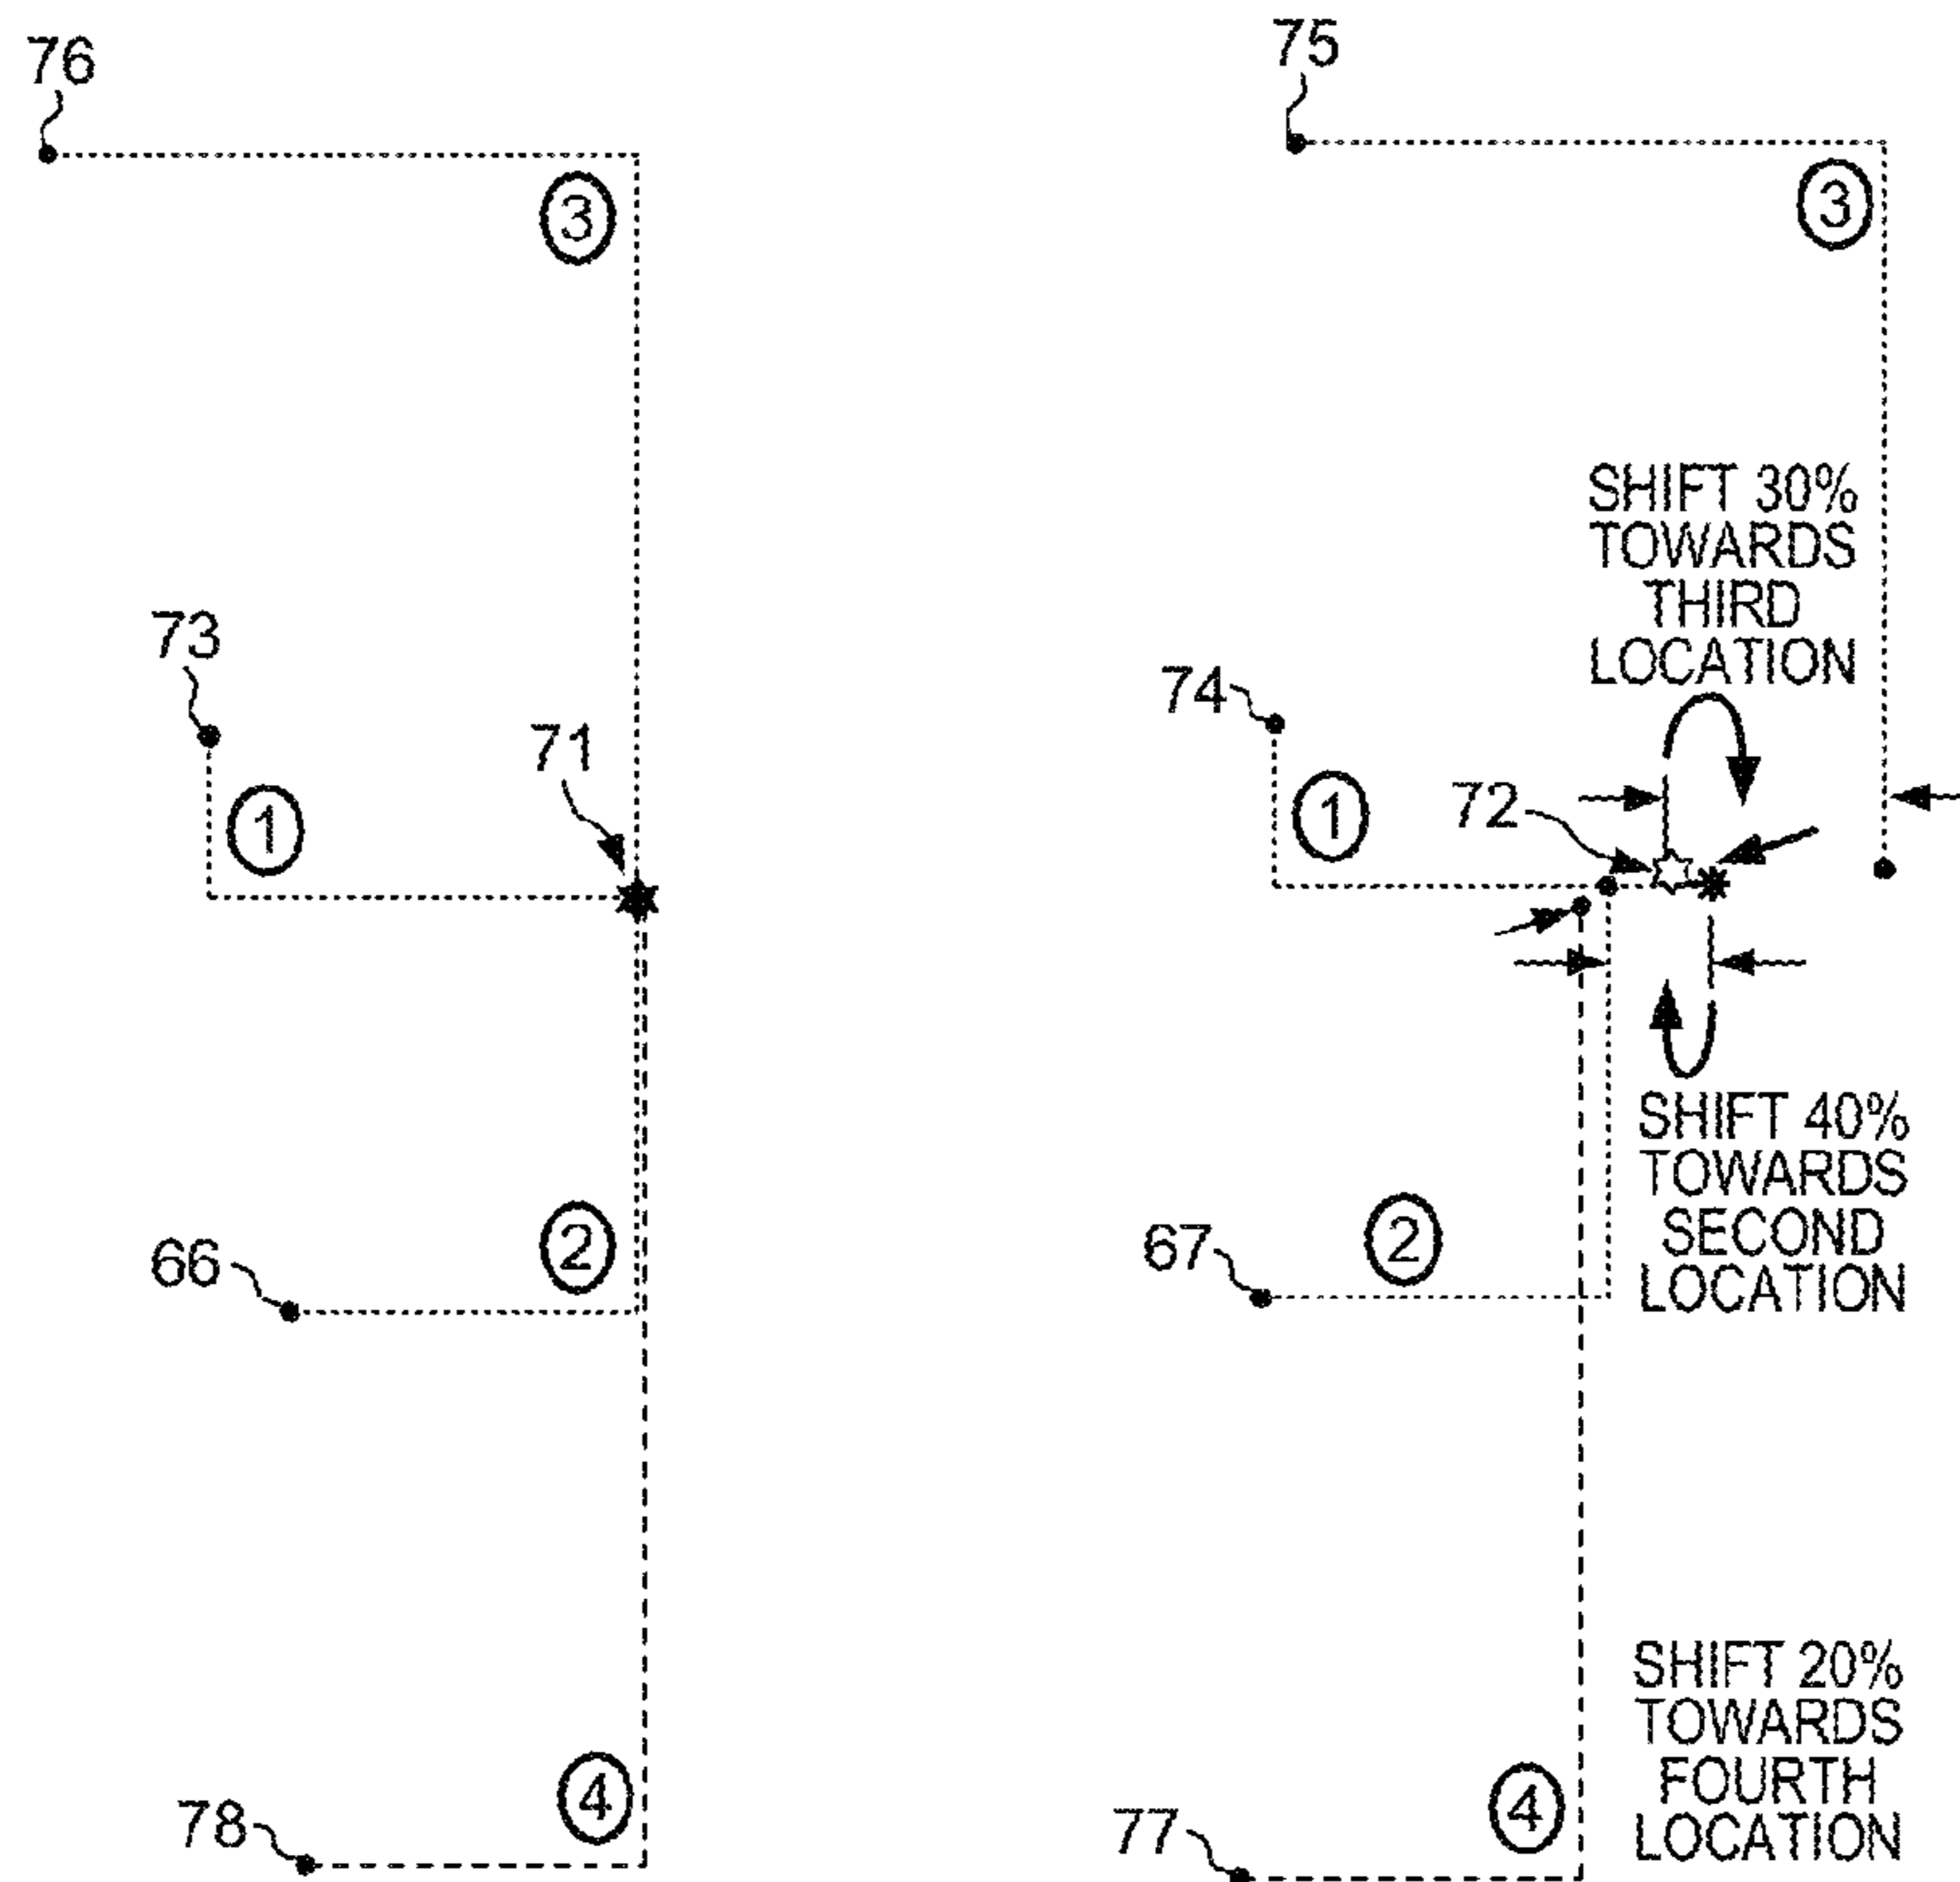 76
75
3
3
SHIFT 30%
TOWARDS
THIRD
LOCATION
73
74
71
1
1
72
SHIFT 40%
TOWARDS
SECOND
LOCATION
66
2
67
2
SHIFT 20%
TOWARDS
FOURTH
LOCATION
78
4
77
4